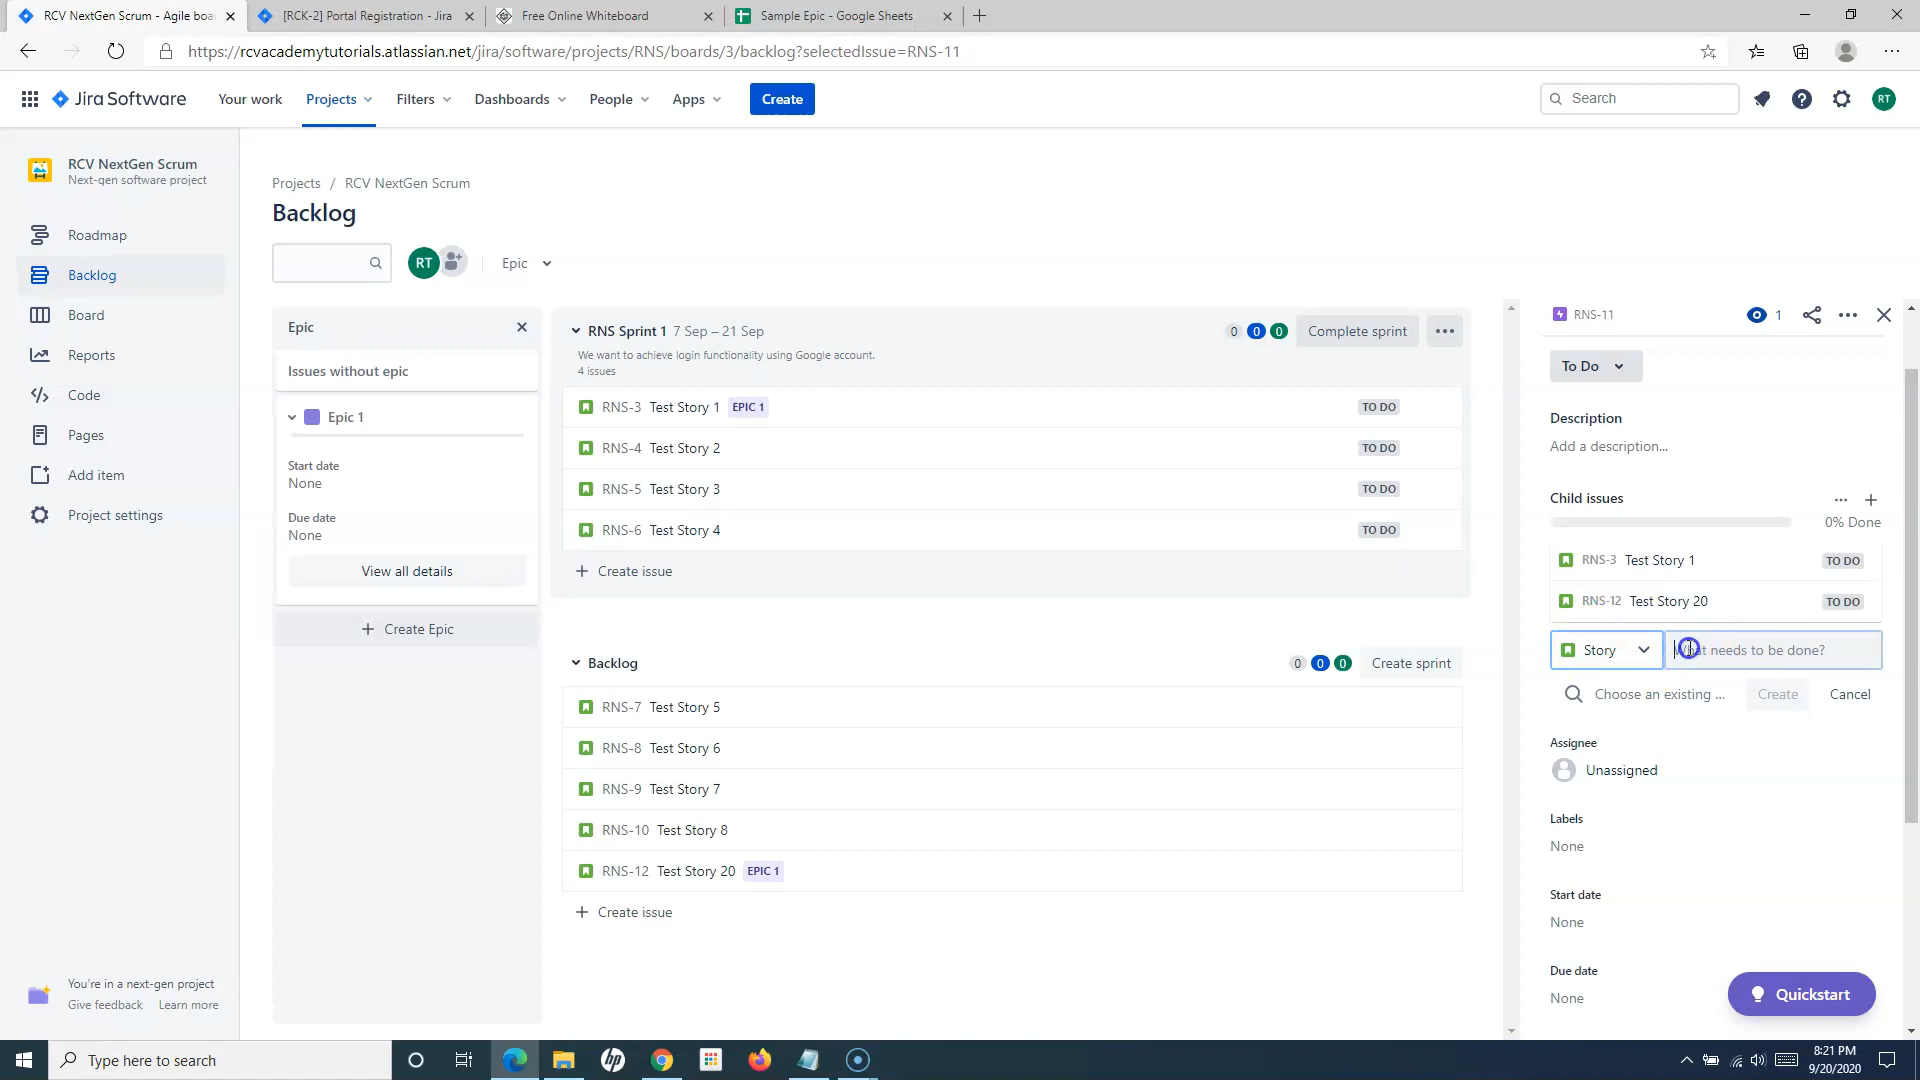 RCV NextGen Scrum - Agile boa
[RCK-2] Portal Registration - Jira
Free Online Whiteboard
Sample Epic - Google Sheets
https://rcvacademytutorials.atlassian.net/jira/software/projects/RNS/boards/3/backlog?selectedIssue=RNS-11
Jira Software
Your work
Projects
Filters
Dashboards
People
Apps
Create
Search
RT
RCV NextGen Scrum
Next-gen software project
Roadmap
Backlog
Board
Reports
Code
Pages
Add item
Project settings
You're in a next-gen project
Give feedback Learn more
Projects / RCV NextGen Scrum
Backlog
RT
Epic
Epic
Issues without epic
Epic 1
Start date
None
Due date
None
View all details
+ Create Epic
RNS Sprint 1 7 Sep – 21 Sep
0 0 0 Complete sprint •••
We want to achieve login functionality using Google account.
4 issues
RNS-3 Test Story 1 EPIC 1 TO DO
RNS-4 Test Story 2 TO DO
RNS-5 Test Story 3 TO DO
RNS-6 Test Story 4 TO DO
+ Create issue
Backlog 0 0 0 Create sprint
RNS-7 Test Story 5
RNS-8 Test Story 6
RNS-9 Test Story 7
RNS-10 Test Story 8
RNS-12 Test Story 20 EPIC 1
+ Create issue
RNS-11 1
To Do
Description
Add a description...
Child issues
0% Done
RNS-3 Test Story 1 TO DO
RNS-12 Test Story 20 TO DO
Story What needs to be done?
Choose an existing ... Create Cancel
Assignee
Unassigned
Labels
None
Start date
None
Due date
None
Quickstart
Type here to search
hp
8:21 PM
9/20/2020